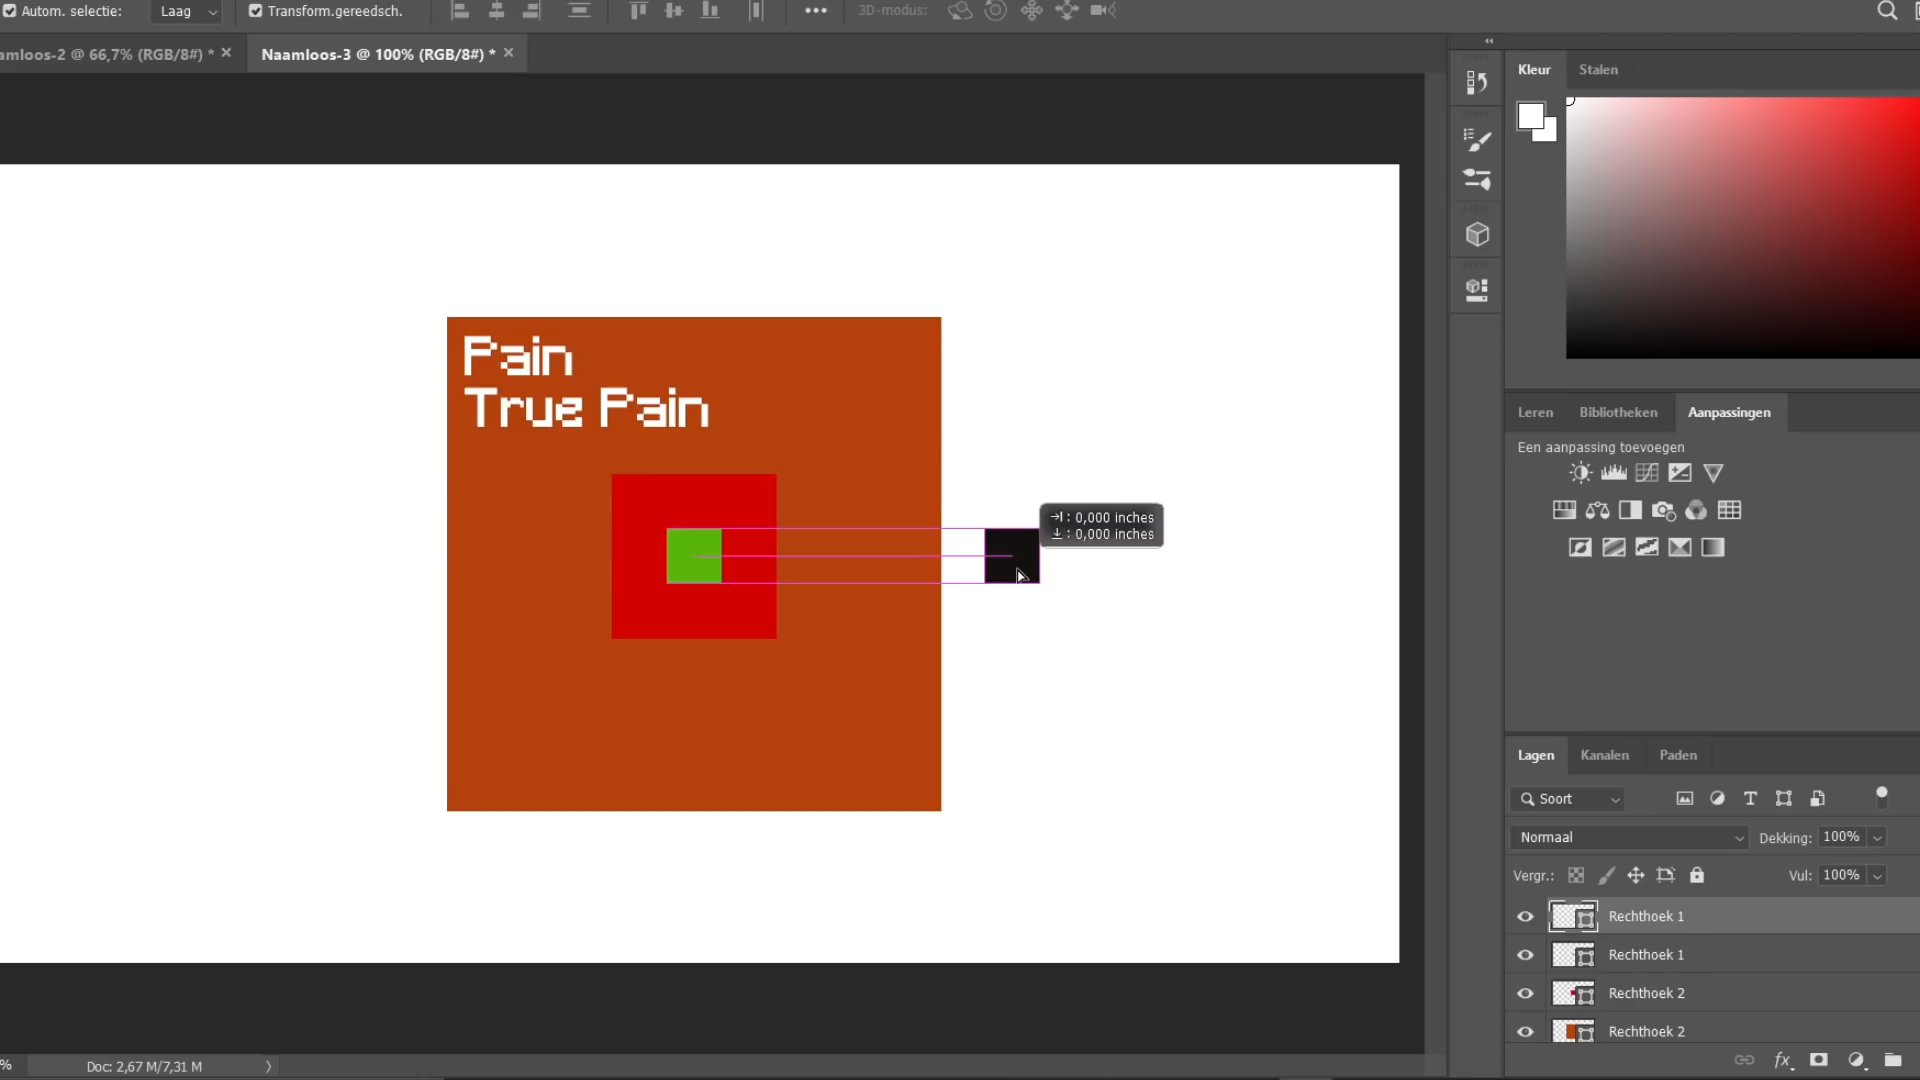 Autom. selectie: Laag Transform.gereedsch. 3D-modus:
amloos-2 @ 66,7% (RGB/8#) * Naamloos-3 @ 100% (RGB/8#) *
Kleur Stalen
Pain
True Pain
Leren Bibliotheken Aanpassingen
Een aanpassing toevoegen
: 0,000 inches
: 0,000 inches
Lagen Kanalen Paden
Soort
Normaal Dekking: 100%
Vergr.: Vul: 100%
Rechthoek 1
Rechthoek 1
Rechthoek 2
Rechthoek 2
% Doc: 2,67 M/7,31 M
fx